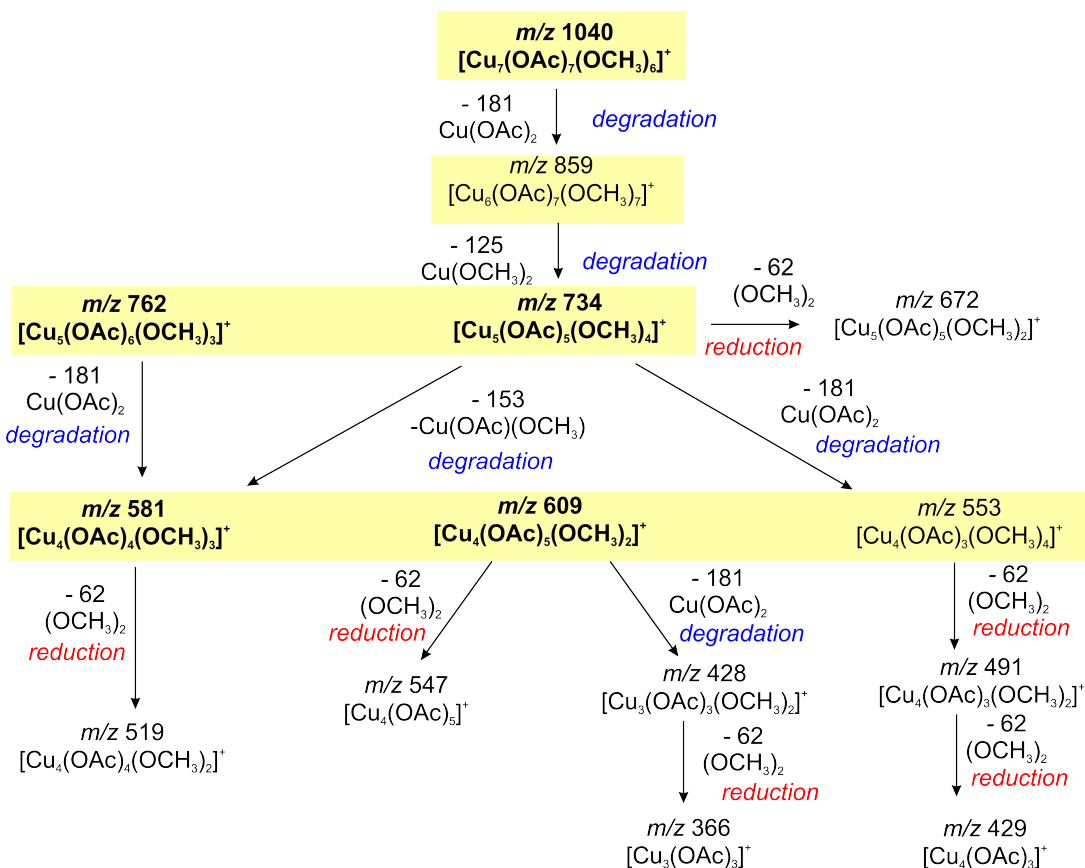 m/z 1040
[Cu₇(OAc)₇(OCH₃)₆]⁺
- 181
Cu(OAc)₂
degradation
m/z 859
[Cu₆(OAc)₇(OCH₃)₇]⁺
- 125
Cu(OCH₃)₂
degradation
m/z 762
[Cu₅(OAc)₆(OCH₃)₃]⁺
m/z 734
[Cu₅(OAc)₅(OCH₃)₄]⁺
- 62
(OCH₃)₂
reduction
m/z 672
[Cu₅(OAc)₅(OCH₃)₂]⁺
- 181
Cu(OAc)₂
degradation
- 153
-Cu(OAc)(OCH₃)
degradation
- 181
Cu(OAc)₂
degradation
m/z 581
[Cu₄(OAc)₄(OCH₃)₃]⁺
m/z 609
[Cu₄(OAc)₅(OCH₃)₂]⁺
m/z 553
[Cu₄(OAc)₃(OCH₃)₄]⁺
- 62
(OCH₃)₂
reduction
- 62
(OCH₃)₂
reduction
- 181
Cu(OAc)₂
degradation
- 62
(OCH₃)₂
reduction
m/z 519
[Cu₄(OAc)₄(OCH₃)₂]⁺
m/z 547
[Cu₄(OAc)₅]⁺
m/z 428
[Cu₃(OAc)₃(OCH₃)₂]⁺
m/z 491
[Cu₄(OAc)₃(OCH₃)₂]⁺
- 62
(OCH₃)₂
reduction
- 62
(OCH₃)₂
reduction
m/z 366
[Cu₃(OAc)₃]⁺
m/z 429
[Cu₄(OAc)₃]⁺